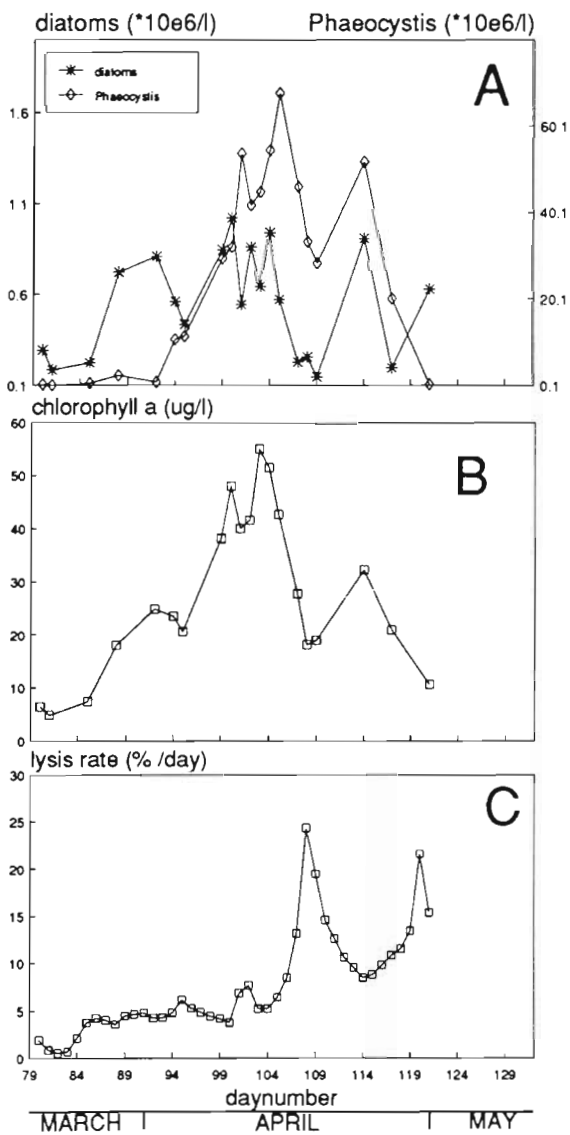 diatoms (*10e6/l) Phaeocystis (*10e6/l)
diatoms
Phaeocystis
A
1.6
1.1
0.6
0.1
60.1
40.1
20.1
0.1
chlorophyll a (ug/l)
B
60
50
40
30
20
10
0
lysis rate (% /day)
C
30
25
20
15
10
5
0
79 84 89 94 99 104 109 114 119 124 129
daynumber
MARCH APRIL MAY